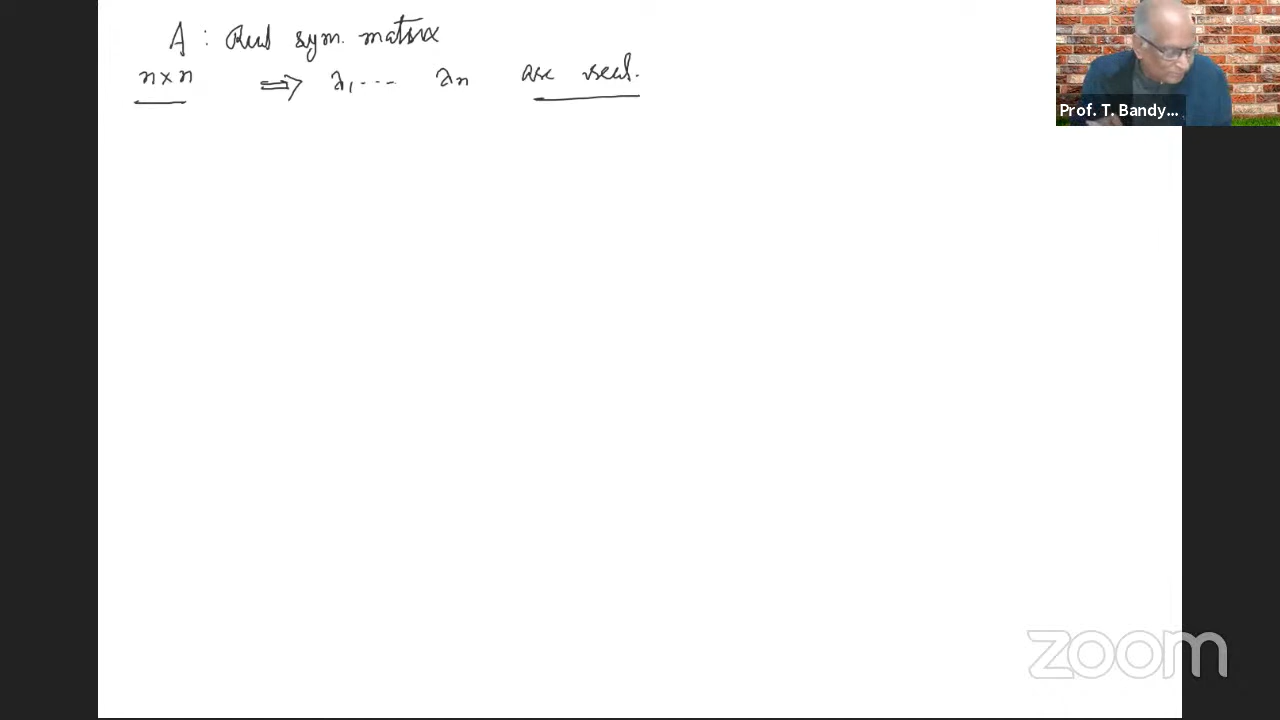 A : Real sym. matrix
n × n ⇒ λ₁ ... λₙ are real.
Prof. T. Bandy...
zoom